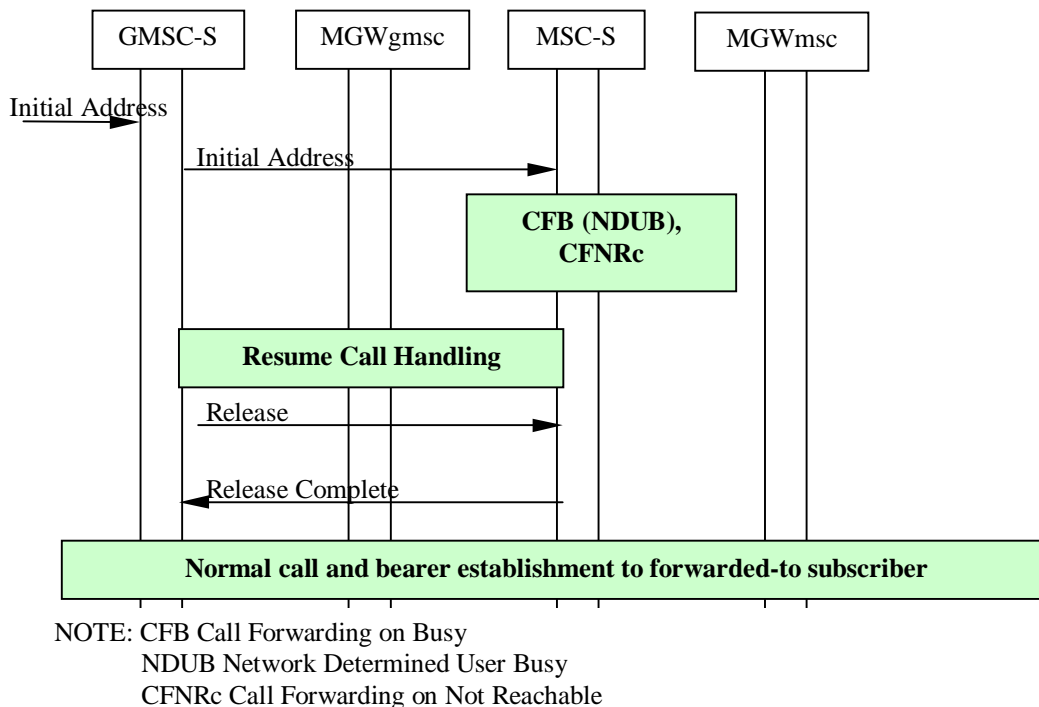 GMSC-S
MGWgmsc
MSC-S
MGWmsc
Initial Address
Initial Address
CFB (NDUB),
CFNRc
Resume Call Handling
Release
Release Complete
Normal call and bearer establishment to forwarded-to subscriber
NOTE: CFB Call Forwarding on Busy
NDUB Network Determined User Busy
CFNRc Call Forwarding on Not Reachable